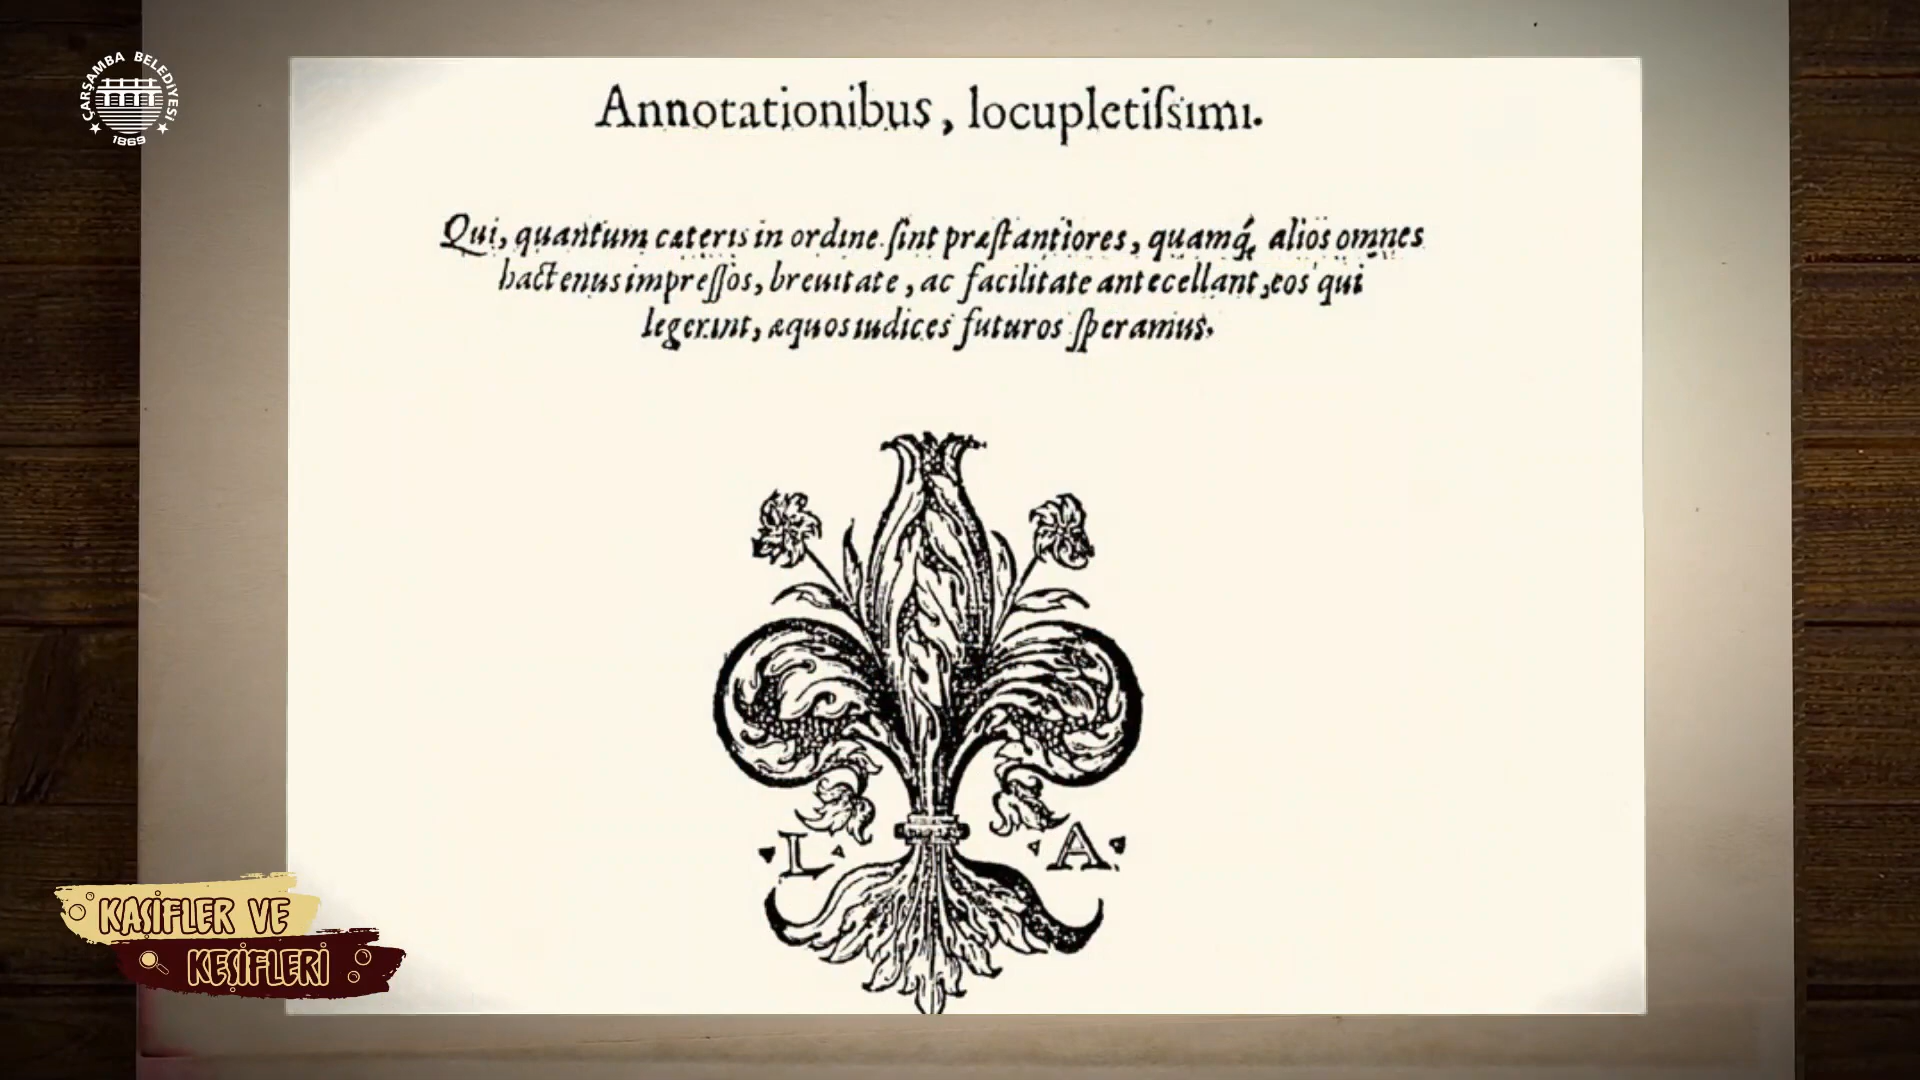 ÇARŞAMBA BELEDİYESİ
1869
Annotationibus, locupletiſsimi.
Qui, quantum cæteris in ordine ſint præſtantiores, quamq́, alios omnes
hactenus impreſſos, breuitate, ac facilitate antecellant, eos qui
legerint, æquos iudices futuros ſperamus.
L A
KAŞİFLER VE
KEŞİFLERİ